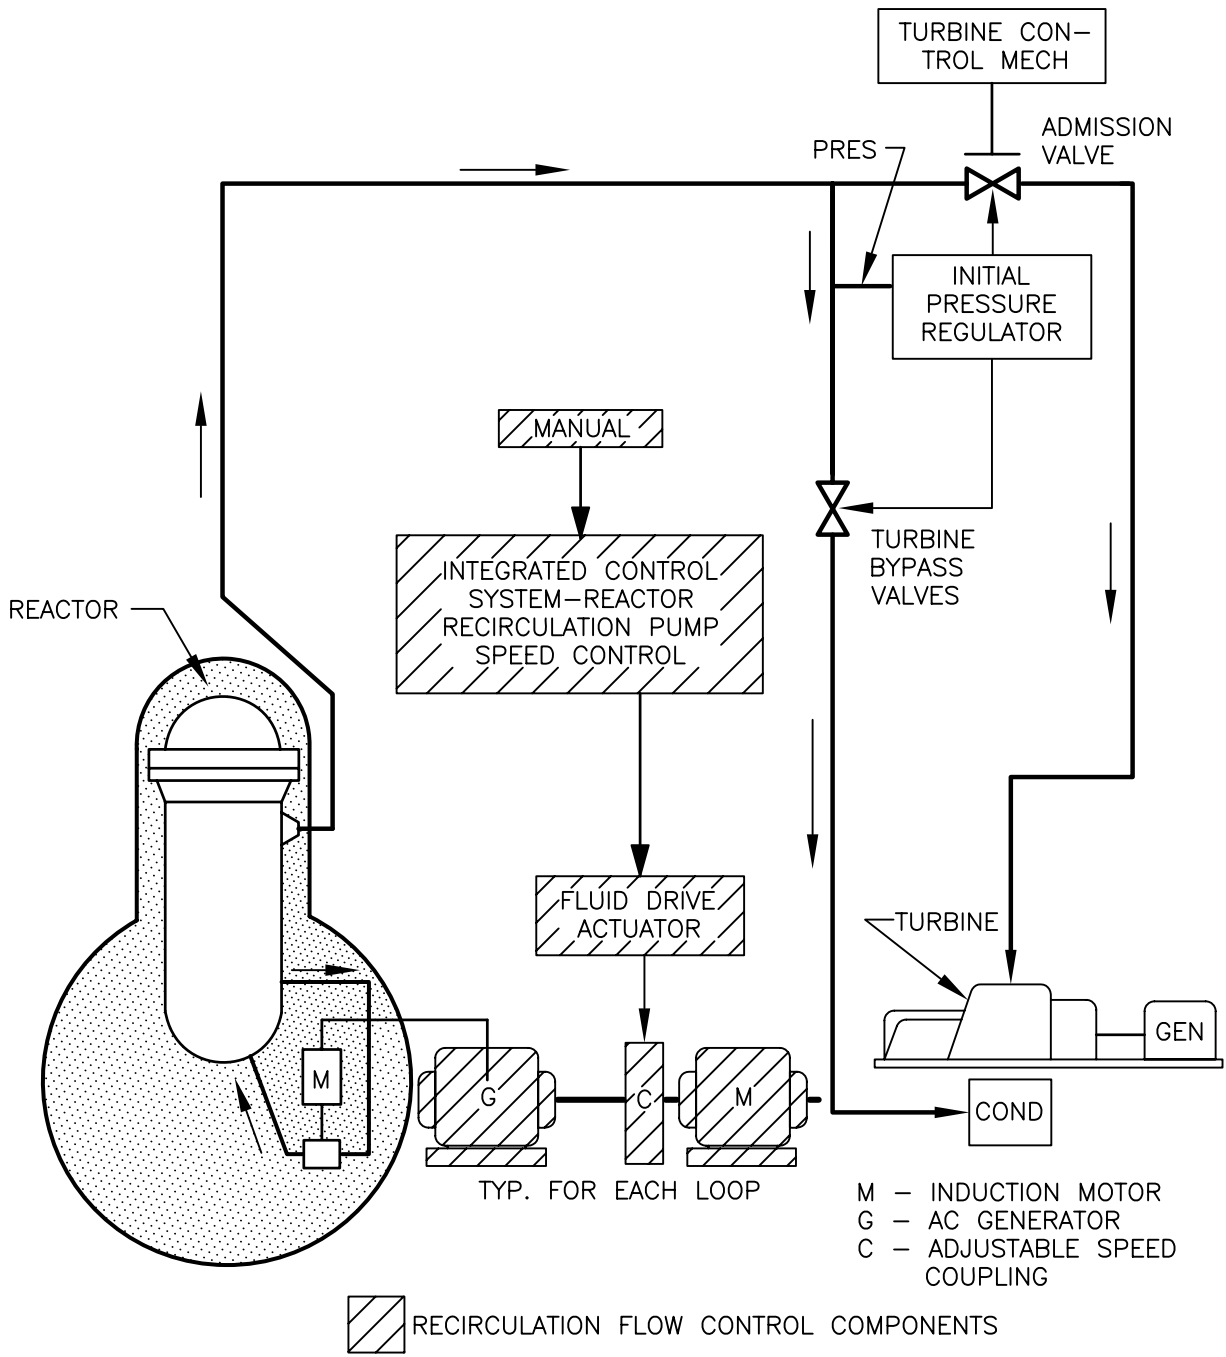 TURBINE CON-
TROL MECH
ADMISSION
VALVE
PRES
INITIAL
PRESSURE
REGULATOR
MANUAL
INTEGRATED CONTROL
SYSTEM-REACTOR
RECIRCULATION PUMP
SPEED CONTROL
TURBINE
BYPASS
VALVES
REACTOR
FLUID DRIVE
ACTUATOR
TURBINE
GEN
M
G
C
M
COND
TYP. FOR EACH LOOP
M - INDUCTION MOTOR
G - AC GENERATOR
C - ADJUSTABLE SPEED
COUPLING
RECIRCULATION FLOW CONTROL COMPONENTS